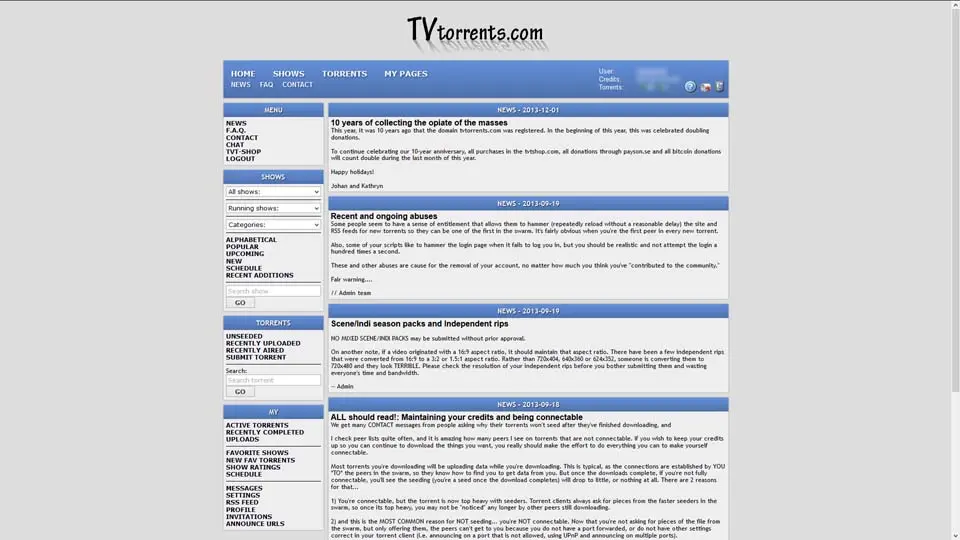 TVtorrents.com
HOME SHOWS TORRENTS MY PAGES
NEWS FAQ CONTACT
User:
Credits:
Torrents:
MENU
NEWS
F.A.Q.
CONTACT
CHAT
TVT-SHOP
LOGOUT
SHOWS
All shows:
Running shows:
Categories:
ALPHABETICAL
POPULAR
UPCOMING
NEW
SCHEDULE
RECENT ADDITIONS
Search show
GO
TORRENTS
UNSEEDED
RECENTLY UPLOADED
RECENTLY AIRED
SUBMIT TORRENT
Search:
Search torrent
GO
MY
ACTIVE TORRENTS
RECENTLY COMPLETED
UPLOADS
FAVORITE SHOWS
NEW FAV TORRENTS
SHOW RATINGS
SCHEDULE
MESSAGES
SETTINGS
RSS FEED
PROFILE
INVITATIONS
ANNOUNCE URLS
NEWS - 2013-12-01
10 years of collecting the opiate of the masses
This year, it was 10 years ago that the domain tvtorrents.com was registered. In the beginning of this year, this was celebrated doubling
donations.
To continue celebrating our 10-year anniversary, all purchases in the tvtshop.com, all donations through payson.se and all bitcoin donations
will count double during the last month of this year.
Happy holidays!
Johan and Kathryn
NEWS - 2013-09-19
Recent and ongoing abuses
Some people seem to have a sense of entitlement that allows them to hammer (repeatedly reload without a reasonable delay) the site and
RSS feeds for new torrents so they can be one of the first in the swarm. It's fairly obvious when you're the first peer in every new torrent.
Also, some of your scripts like to hammer the login page when it fails to log you in, but you should be realistic and not attempt the login a
hundred times a second.
These and other abuses are cause for the removal of your account, no matter how much you think you've "contributed to the community."
Fair warning....
// Admin team
NEWS - 2013-09-19
Scene/Indi season packs and Independent rips
NO MIXED SCENE/INDI PACKS may be submitted without prior approval.
On another note, if a video originated with a 16:9 aspect ratio, it should maintain that aspect ratio. There have been a few independent rips
that were converted from 16:9 to a 3:2 or 1.5:1 aspect ratio. Rather than 720x404, 640x360 or 624x352, someone is converting them to
720x480 and they look TERRIBLE. Please check the resolution of your independent rips before you bother submitting them and wasting
everyone's time and bandwidth.
-- Admin
NEWS - 2013-09-18
ALL should read!: Maintaining your credits and being connectable
We get many CONTACT messages from people asking why their torrents won't seed after they've finished downloading, and
I check peer lists quite often, and it is amazing how many peers I see on torrents that are not connectable. If you wish to keep your credits
up so you can continue to download the things you want, you really should make the effort to do everything you can to make yourself
connectable.
Most torrents you're downloading will be uploading data while you're downloading. This is typical, as the connections are established by YOU
*TO* the peers in the swarm, so they know how to find you to get data from you. But once the downloads complete, if you're not fully
connectable, you'll see the seeding (you're a seed once the download completes) will drop to little, or nothing at all. There are 2 reasons
for that...
1) You're connectable, but the torrent is now top heavy with seeders. Torrent clients always ask for pieces from the faster seeders in the
swarm, so once its top heavy, you may not be "noticed" any longer by other peers still downloading.
2) and this is the MOST COMMON reason for NOT seeding... you're NOT connectable. Now that you're not asking for pieces of the file from
the swarm, but only offering them, the peers can't get to you because you do not have a port forwarded, or do not have other settings
correct in your torrent client (i.e. announcing on a port that is not allowed, using UPnP and announcing on multiple ports).